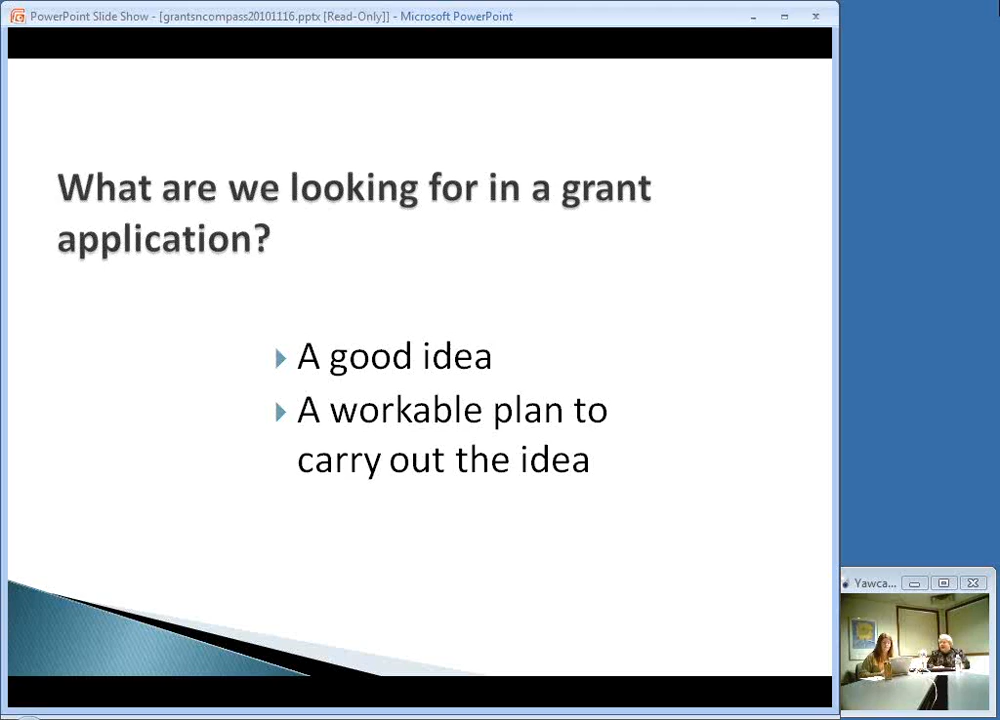 PowerPoint Slide Show - [grantsncompass20101116.pptx [Read-Only]] - Microsoft PowerPoint
What are we looking for in a grant
application?
A good idea
A workable plan to
carry out the idea
Yawca...